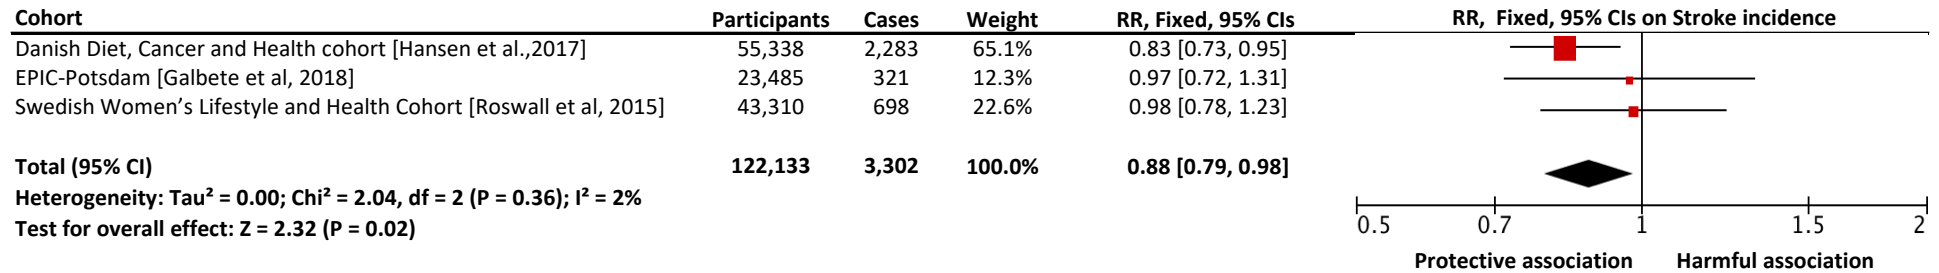 Cohort Participants Cases Weight RR, Fixed, 95% CIs RR, Fixed, 95% CIs on Stroke incidence
Danish Diet, Cancer and Health cohort [Hansen et al.,2017] 55,338 2,283 65.1% 0.83 [0.73, 0.95]
EPIC-Potsdam [Galbete et al, 2018] 23,485 321 12.3% 0.97 [0.72, 1.31]
Swedish Women’s Lifestyle and Health Cohort [Roswall et al, 2015] 43,310 698 22.6% 0.98 [0.78, 1.23]
Total (95% CI) 122,133 3,302 100.0% 0.88 [0.79, 0.98]
Heterogeneity: Tau² = 0.00; Chi² = 2.04, df = 2 (P = 0.36); I² = 2%
Test for overall effect: Z = 2.32 (P = 0.02)
0.5 0.7 1 1.5 2
Protective association Harmful association